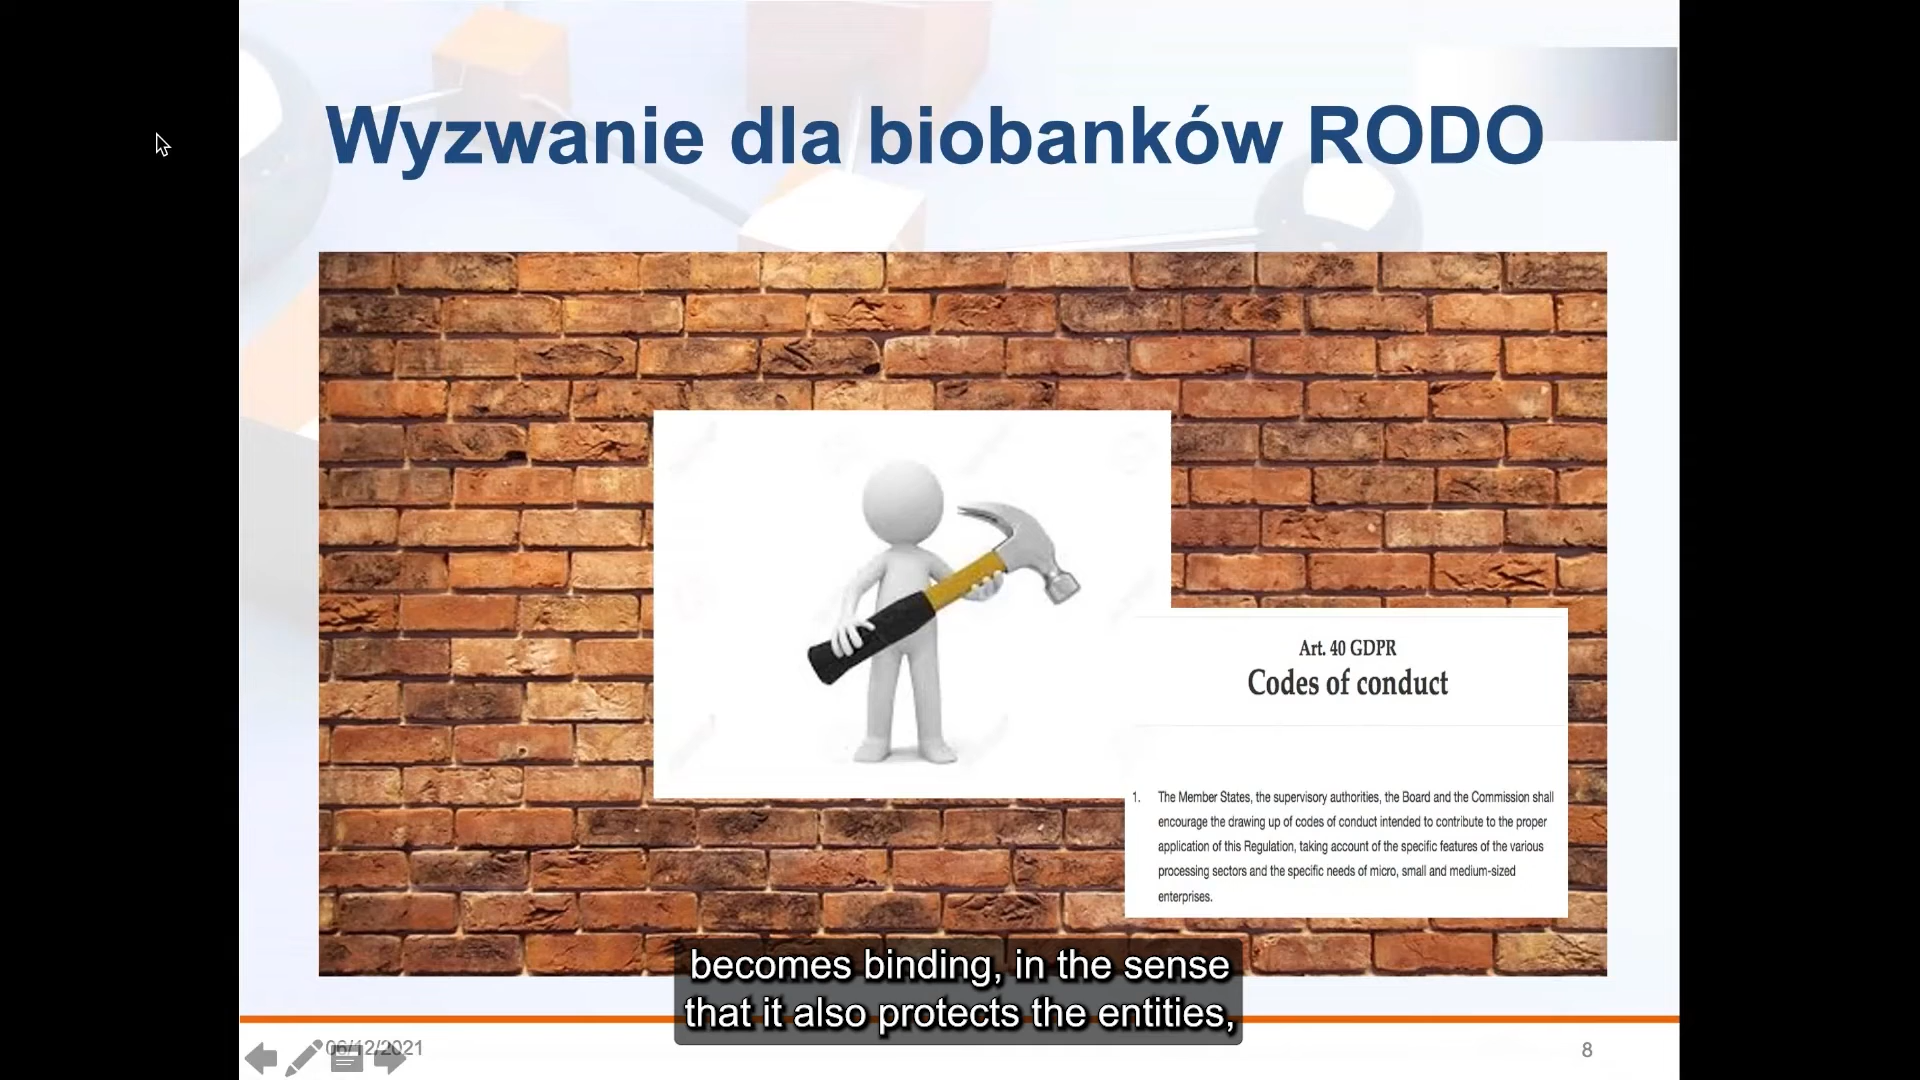 Wyzwanie dla biobanków RODO
Art. 40 GDPR
Codes of conduct
1. The Member States, the supervisory authorities, the Board and the Commission shall
encourage the drawing up of codes of conduct intended to contribute to the proper
application of this Regulation, taking account of the specific features of the various
processing sectors and the specific needs of micro, small and medium-sized
enterprises.
becomes binding, in the sense
that it also protects the entities,
06/12/2021
8